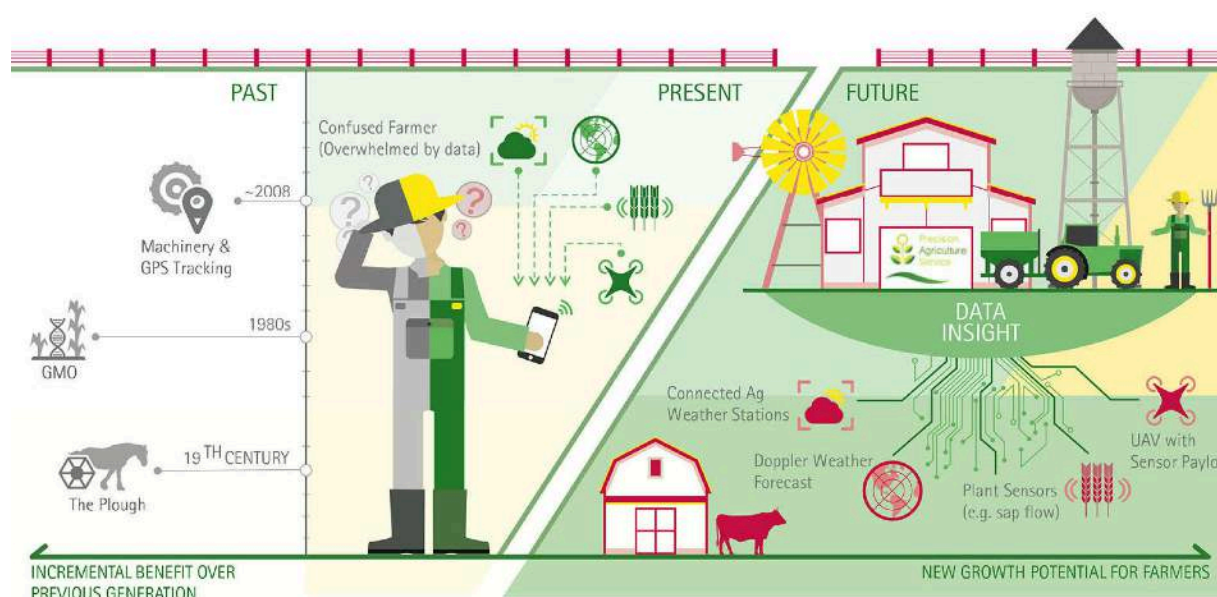 PAST
PRESENT
FUTURE
Confused Farmer
(Overwhelmed by data)
~2008
Machinery &
GPS Tracking
1980s
GMO
19TH CENTURY
The Plough
? ? ? ? ? ?
Precision
Agriculture
Service
DATA
INSIGHT
Connected Ag
Weather Stations
Doppler Weather
Forecast
Plant Sensors
(e.g. sap flow)
UAV with
Sensor Paylo
INCREMENTAL BENEFIT OVER
PREVIOUS GENERATION
NEW GROWTH POTENTIAL FOR FARMERS